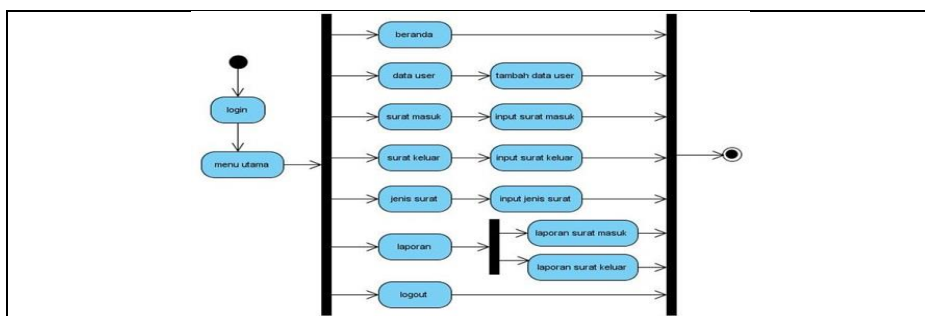 beranda
data user
tambah data user
login
surat masuk
input surat masuk
menu utama
surat keluar
input surat keluar
jenis surat
input jenis surat
laporan
laporan surat masuk
laporan surat keluar
logout